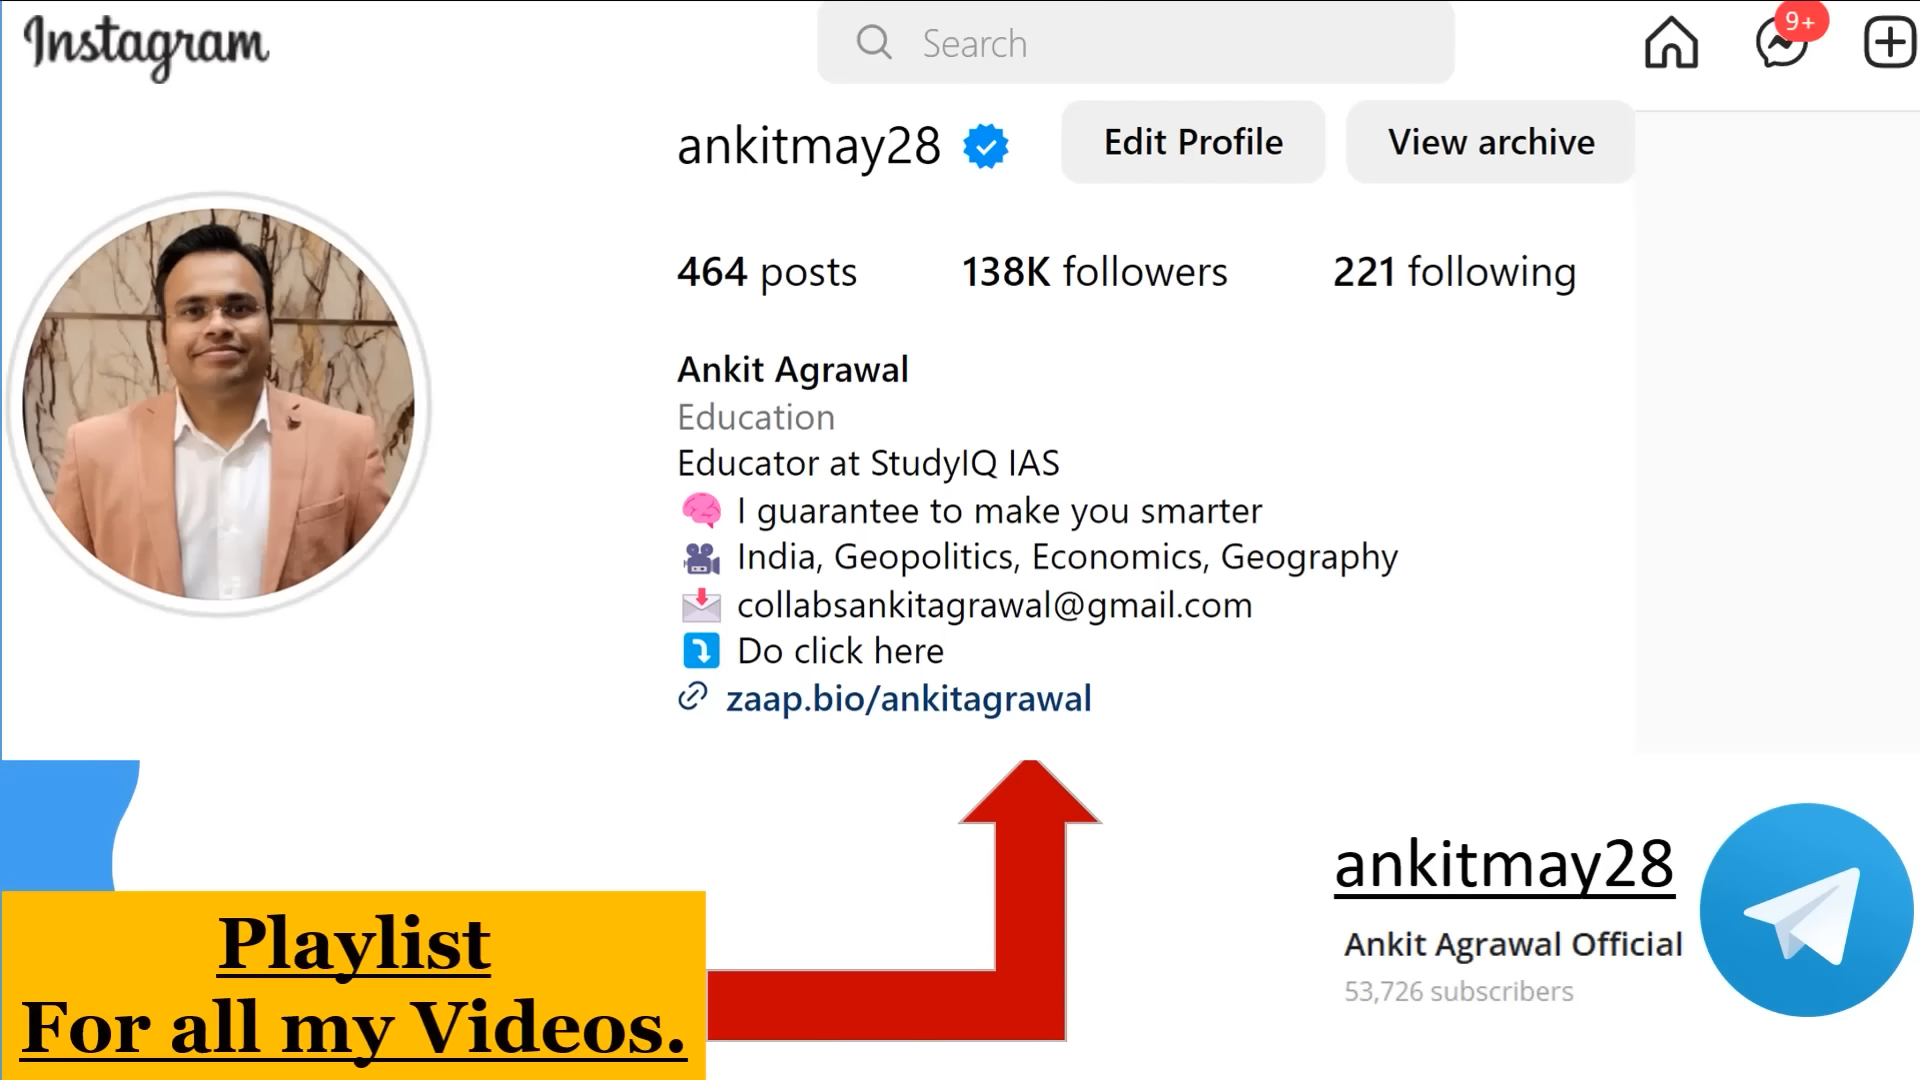 Instagram
Search
9+
ankitmay28
Edit Profile
View archive
464 posts
138K followers
221 following
Ankit Agrawal
Education
Educator at StudyIQ IAS
I guarantee to make you smarter
India, Geopolitics, Economics, Geography
collabsankitagrawal@gmail.com
Do click here
zaap.bio/ankitagrawal
Playlist
For all my Videos.
ankitmay28
Ankit Agrawal Official
53,726 subscribers